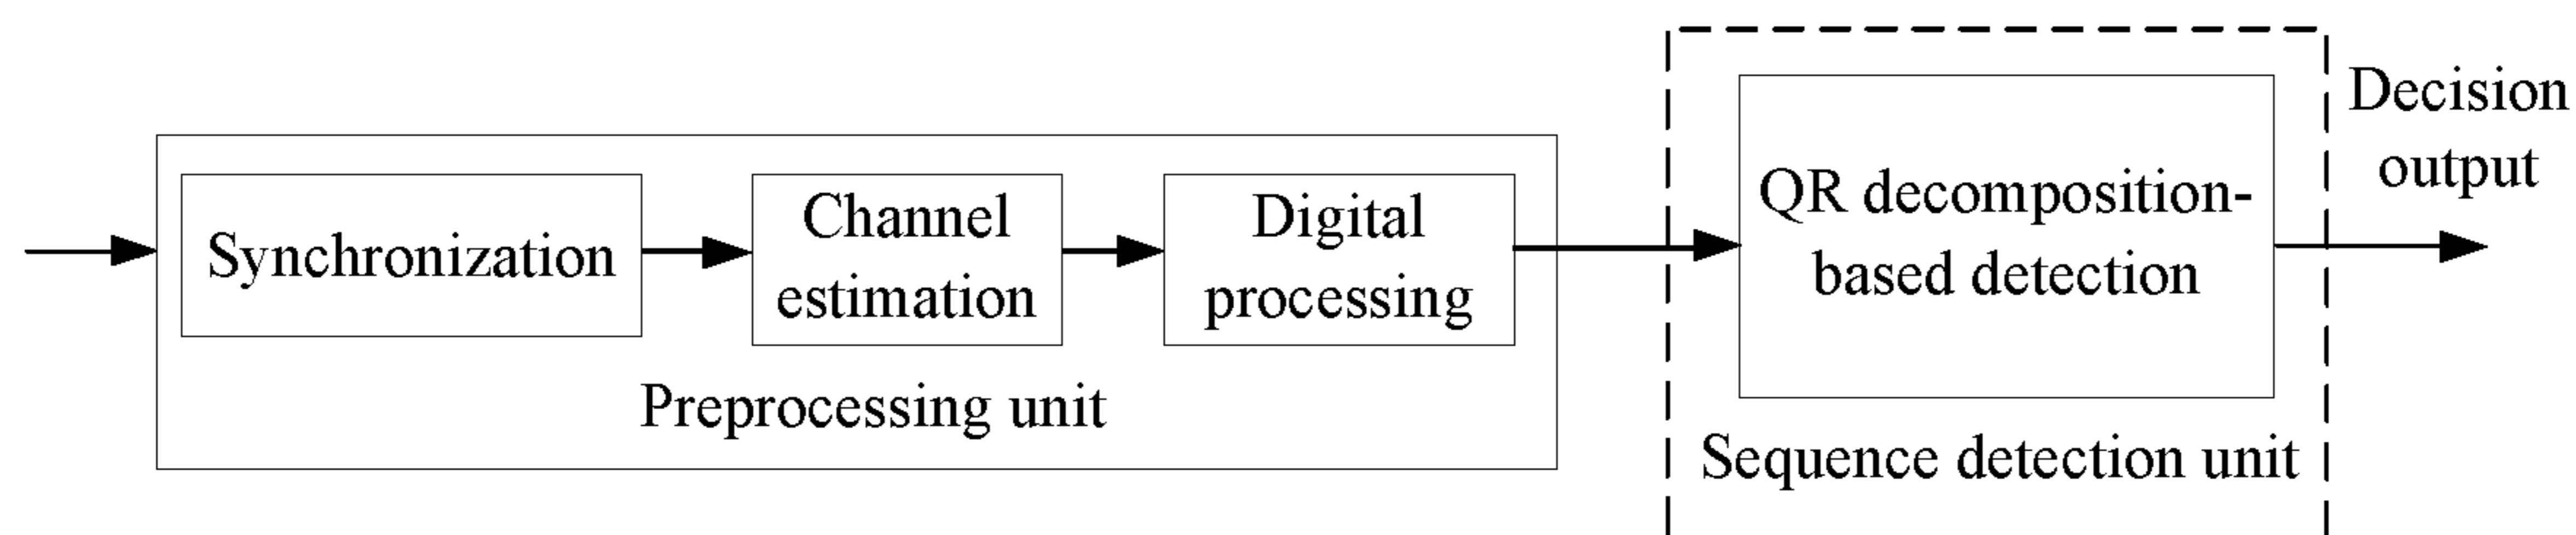 Synchronization
Channel
estimation
Digital
processing
Preprocessing unit
QR decomposition-
based detection
Sequence detection unit
Decision
output